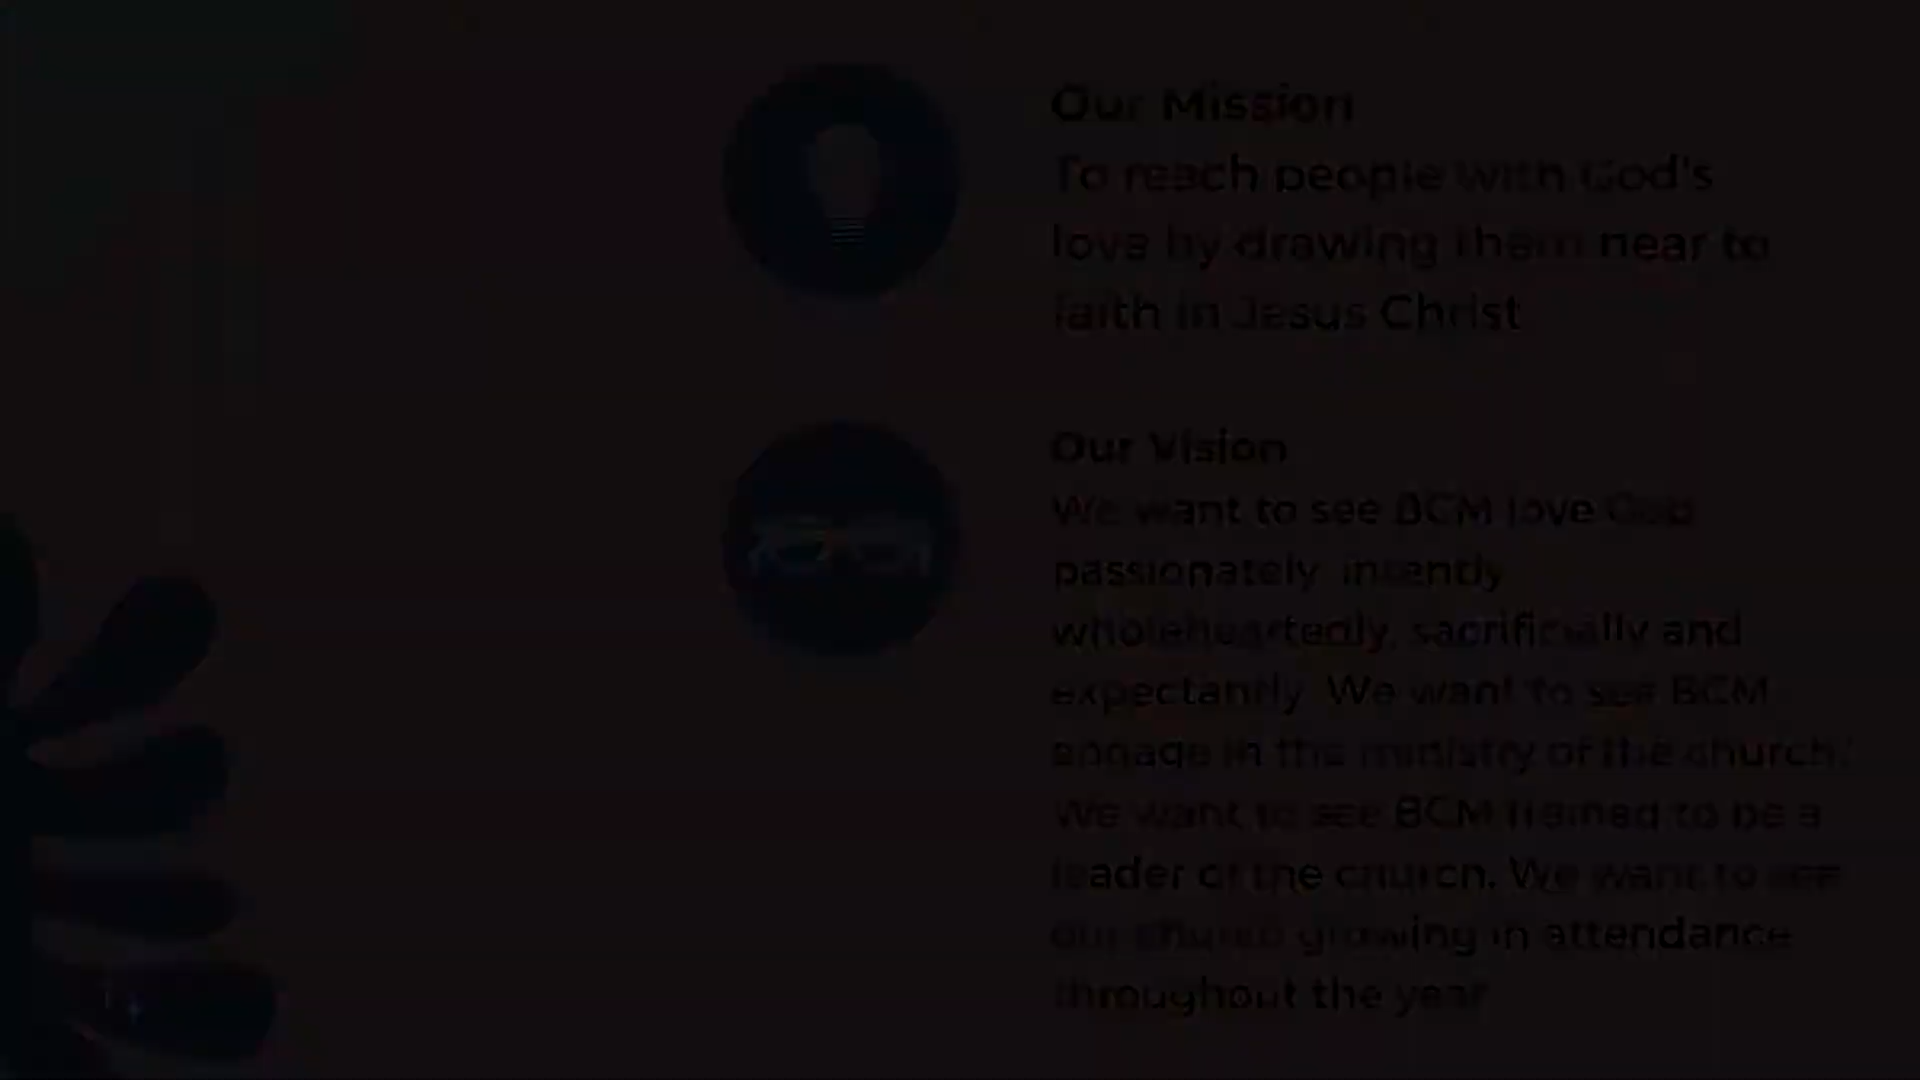 Our Mission
To reach people with God's
love by drawing them near to
faith in Jesus Christ
Our Vision
We want to see BCM love God
passionately, intently
wholeheartedly, sacrificially and
expectantly. We want to see BCM
engage in the ministry of the church.
We want to see BCM trained to be a
leader of the church. We want to see
our church growing in attendance
throughout the year